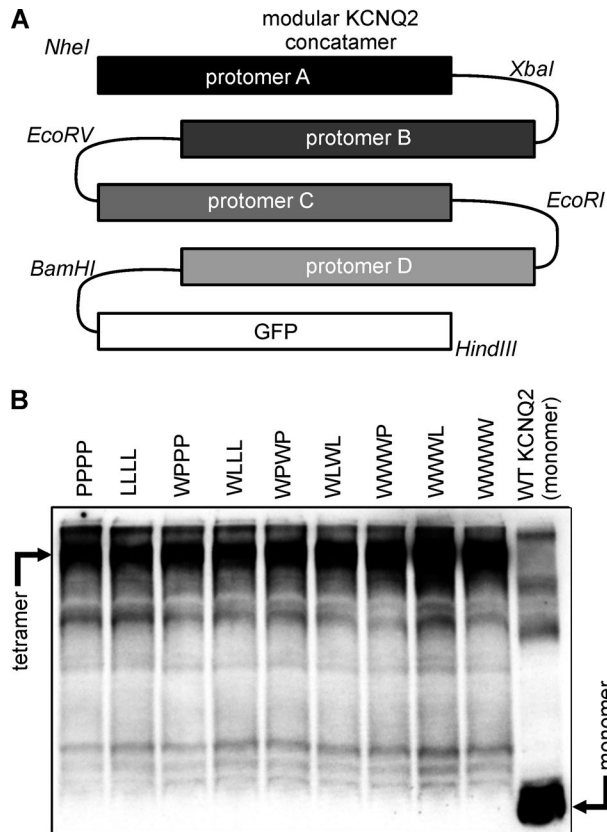 A
modular KCNQ2
concatamer
NheI
protomer A
XbaI
EcoRV
protomer B
protomer C
EcoRI
BamHI
protomer D
GFP
HindIII
B
PPPP
LLLL
WPPP
WLLL
WPWP
WLWL
WWWP
WWWL
WWWW
WT KCNQ2
(monomer)
tetramer
monomer